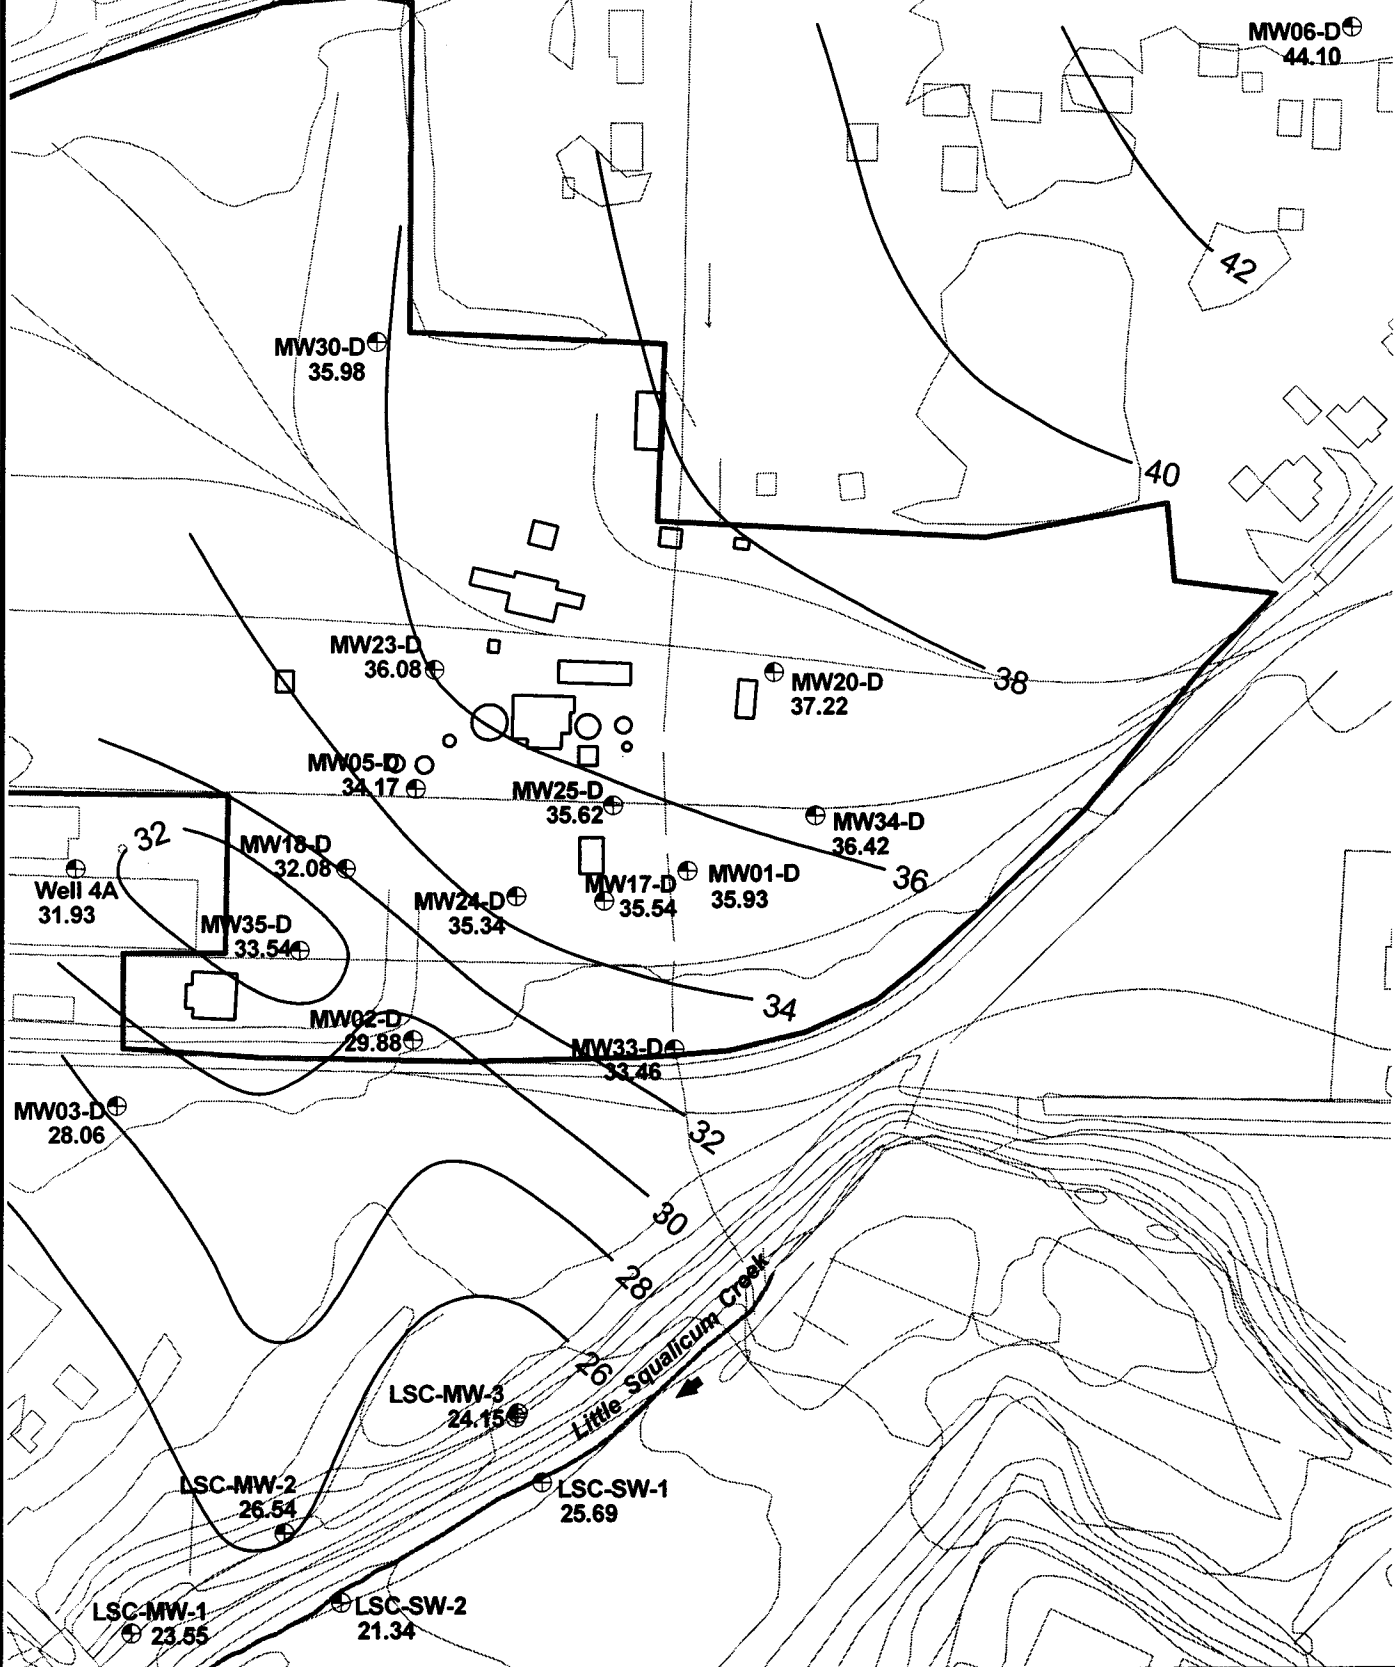 MW06-D
44.10
42
MW30-D
35.98
40
MW23-D
36.08
MW20-D
37.22
38
MW05-D
34.17
MW25-D
35.62
MW34-D
36.42
32
MW18-D
32.08
Well 4A
31.93
MW24-D
35.34
MW17-D
35.54
MW01-D
35.93
36
MW35-D
33.54
34
MW02-D
29.88
MW33-D
33.46
MW03-D
28.06
32
30
28
26
Little Squalicum Creek
LSC-MW-3
24.15
LSC-MW-2
26.54
LSC-SW-1
25.69
LSC-MW-1
23.55
LSC-SW-2
21.34